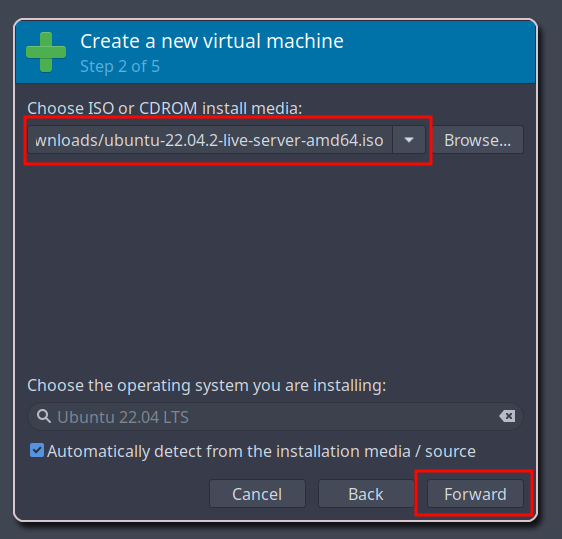 Create a new virtual machine
Step 2 of 5
Choose ISO or CDROM install media:
wnloads/ubuntu-22.04.2-live-server-amd64.iso
Browse...
Choose the operating system you are installing:
Ubuntu 22.04 LTS
Automatically detect from the installation media / source
Cancel Back Forward